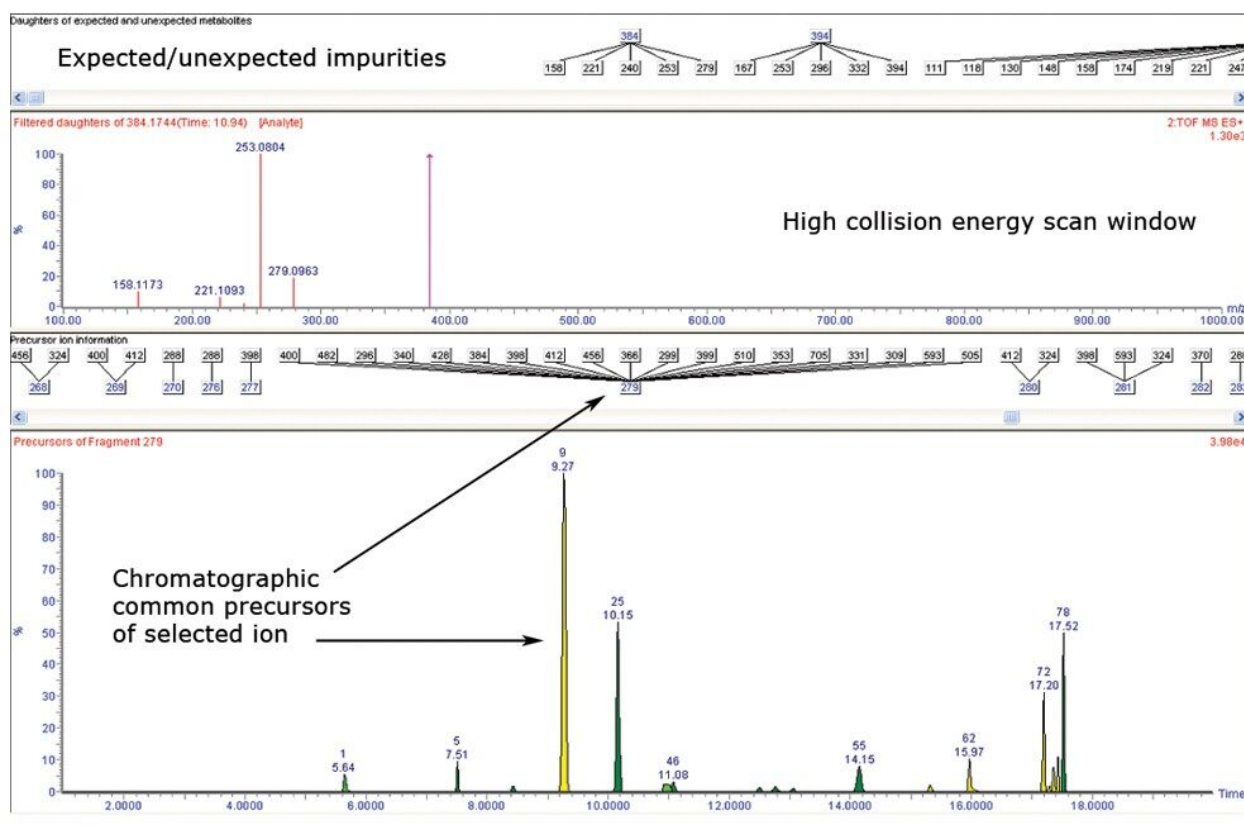 Daughters of expected and unexpected metabolites
Expected/unexpected impurities
384 394
158 221 240 253 279 167 253 296 332 394 111 118 130 148 158 174 219 221 247
Filtered daughters of 384.1744(Time: 10.94) [Analyte]
2:TOF MS ES+
1.30e3
253.0804
100
80
60
%
40
20
0
279.0963
158.1173
221.1093
High collision energy scan window
100.00 200.00 300.00 400.00 500.00 600.00 700.00 800.00 900.00 1000.00
m/z
Precursor ion information
456 324 400 412 288 288 398 400 482 296 340 428 384 398 412 456 366 299 399 510 353 705 331 309 593 505 412 324 398 593 324 370
268 269 270 276 277 279 280 281 282
Precursors of Fragment 279
3.98e4
100
90
80
70
60
%
50
40
30
20
10
0
9
9.27
Chromatographic
common precursors
of selected ion
25
10.15
78
17.52
72
17.20
1
5.64
5
7.51
46
11.08
55
14.15
62
15.97
2.0000 4.0000 6.0000 8.0000 10.0000 12.0000 14.0000 16.0000 18.0000
Time